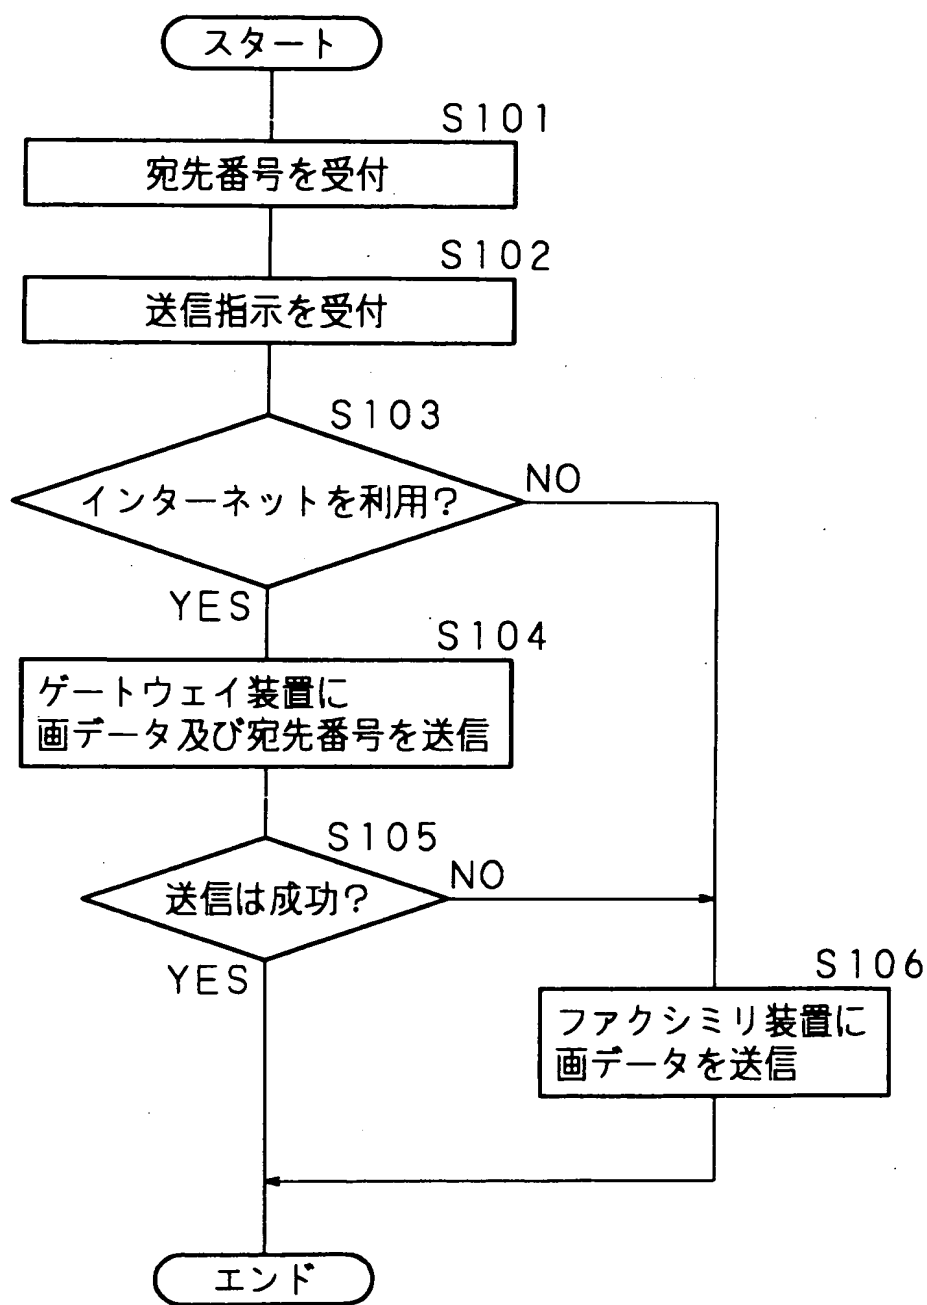 スタート
S101
宛先番号を受付
S102
送信指示を受付
S103
インターネットを利用?
NO
YES
S104
ゲートウェイ装置に
画データ及び宛先番号を送信
S105
送信は成功?
NO
YES
S106
ファクシミリ装置に
画データを送信
エンド